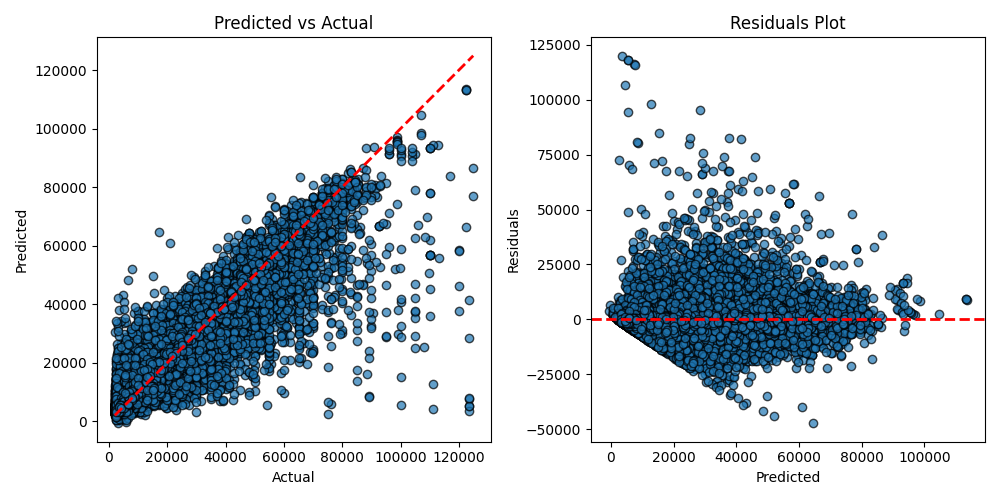 Predicted vs Actual
Predicted
120000
100000
80000
60000
40000
20000
0
0 20000 40000 60000 80000 100000 120000
Actual
Residuals Plot
Residuals
125000
100000
75000
50000
25000
0
−25000
−50000
0 20000 40000 60000 80000 100000
Predicted